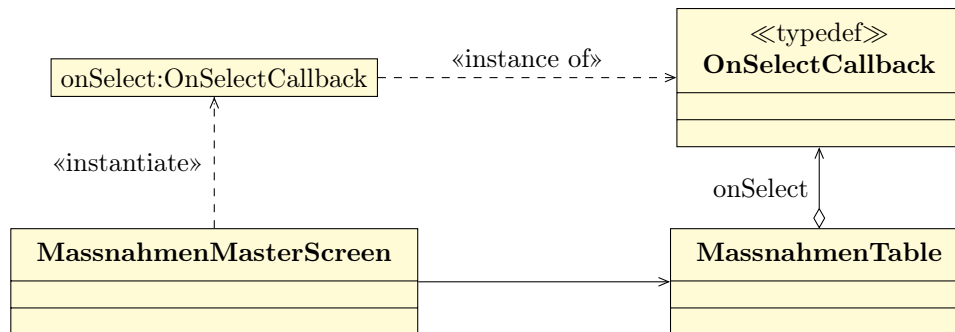 ≪typedef≫
OnSelectCallback
«instance of»
onSelect:OnSelectCallback
«instantiate»
onSelect
MassnahmenMasterScreen
MassnahmenTable